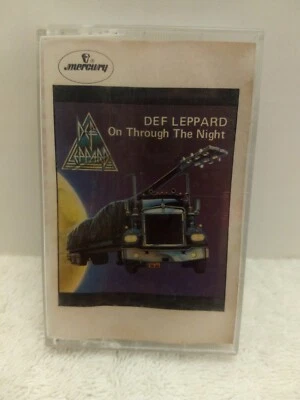 mercury
DEF LEPPARD
On Through The Night
DEF
LEPPARD